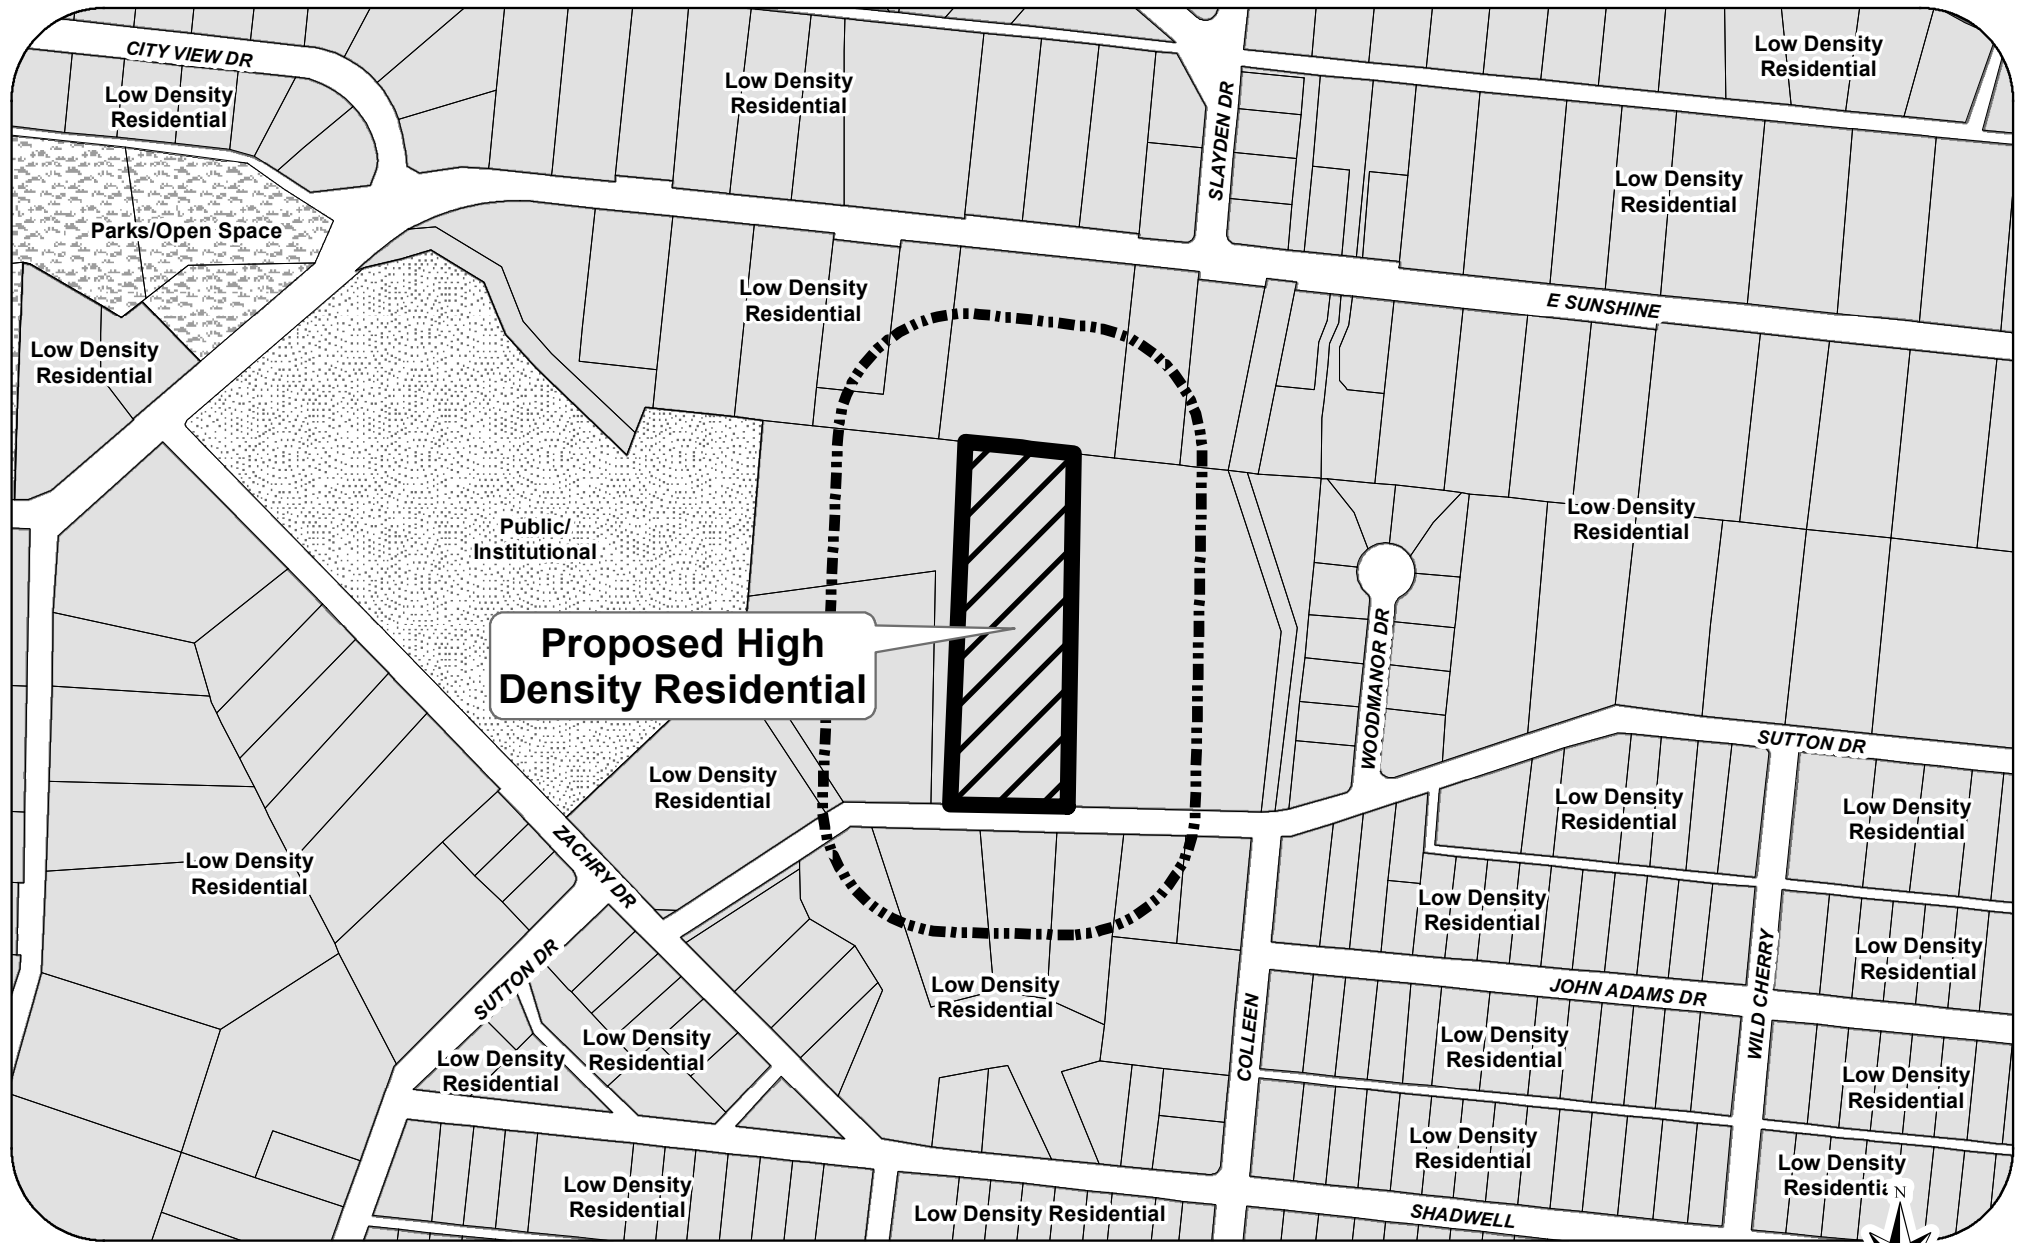 CITY VIEW DR
Low Density
Residential
Low Density
Residential
Low Density
Residential
SLAYDEN DR
Low Density
Residential
Parks/Open Space
Low Density
Residential
E SUNSHINE
Low Density
Residential
Low Density
Residential
Public/
Institutional
Proposed High
Density Residential
WOODMANOR DR
SUTTON DR
Low Density
Residential
Low Density
Residential
Low Density
Residential
Low Density
Residential
ZACHRY DR
Low Density
Residential
SUTTON DR
Low Density
Residential
Low Density
Residential
JOHN ADAMS DR
WILD CHERRY
COLLEEN
Low Density
Residential
Low Density
Residential
Low Density
Residential
Low Density
Residential
Low Density
Residential
Low Density
Residential
Low Density Residential
SHADWELL
Low Density
Residential
N